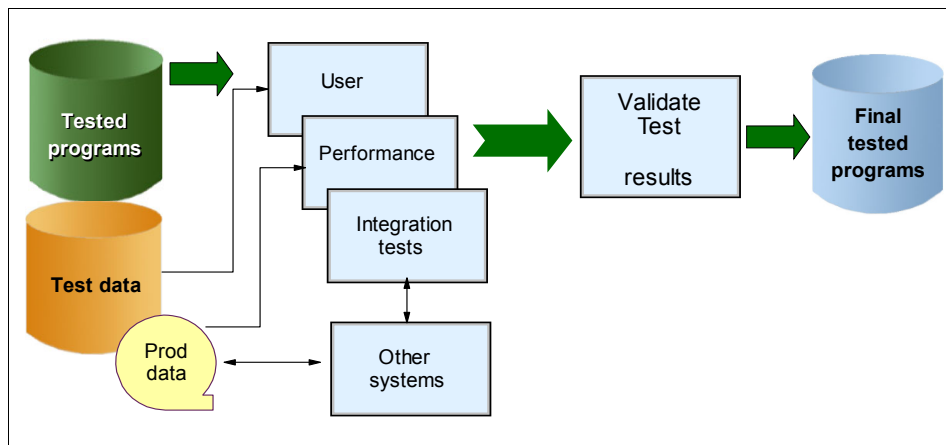 Tested
programs
User
Performance
Integration
tests
Validate
Test
results
Final
tested
programs
Test data
Prod
data
Other
systems